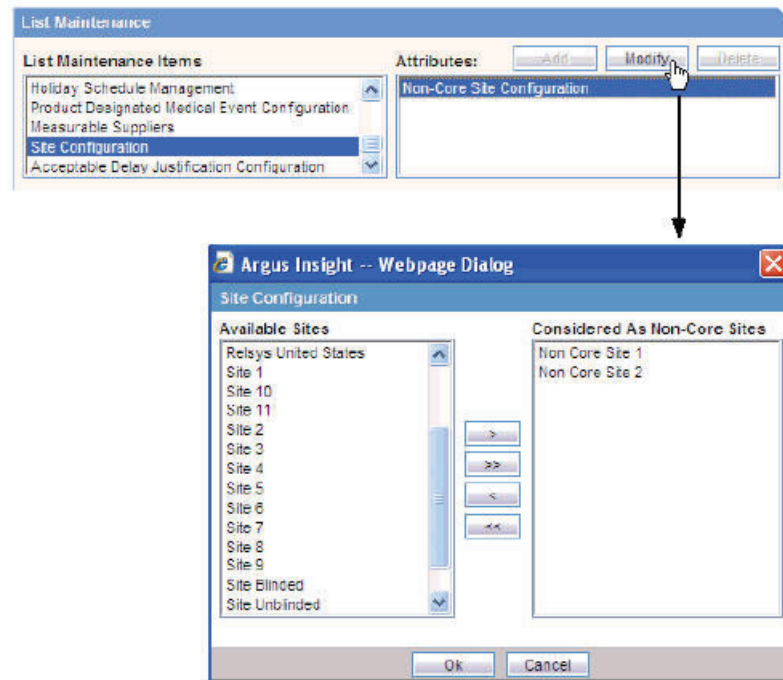 List Maintenance
List Maintenance Items
Attributes:
Add
Modify
Delete
Holiday Schedule Management
Product Designated Medical Event Configuration
Measurable Suppliers
Site Configuration
Acceptable Delay Justification Configuration
Non-Core Site Configuration
Argus Insight -- Webpage Dialog
Site Configuration
Available Sites
Considered As Non-Core Sites
Relsys United States
Site 1
Site 10
Site 11
Site 2
Site 3
Site 4
Site 5
Site 6
Site 7
Site 8
Site 9
Site Blinded
Site Unblinded
>
>>
<
<<
Non Core Site 1
Non Core Site 2
Ok
Cancel